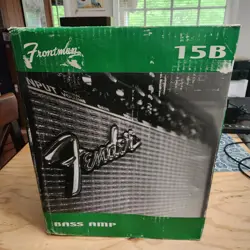 Frontman
15B
INPUT
Fender
BASS AMP